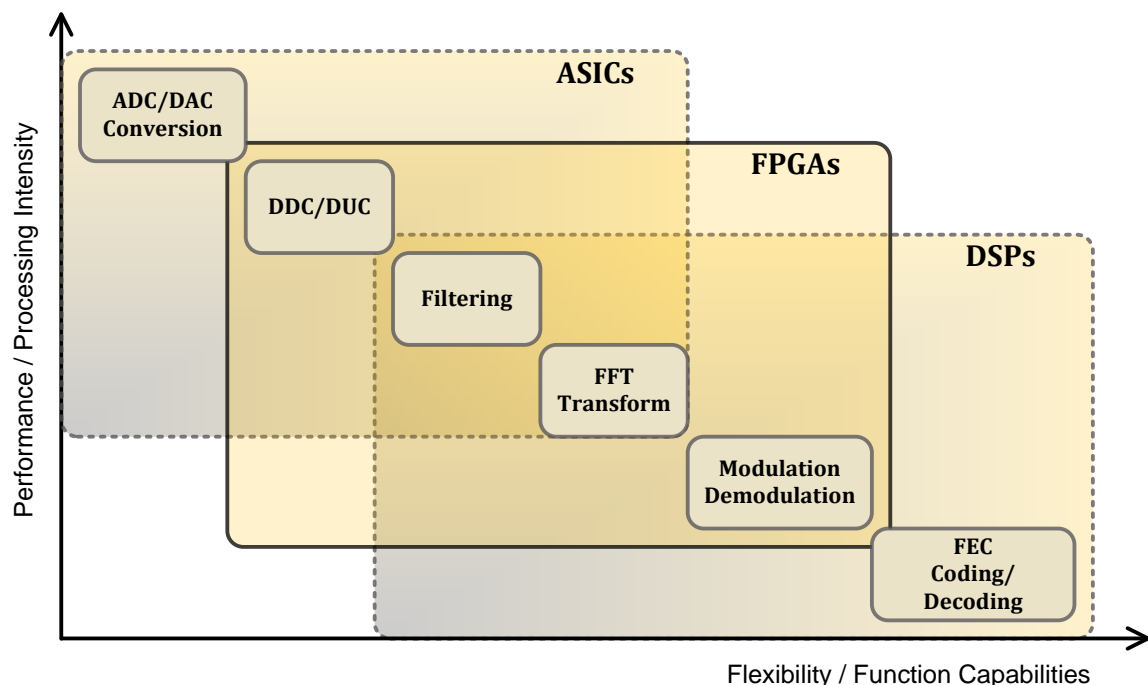 Performance / Processing Intensity
ASICs
ADC/DAC
Conversion
FPGAs
DDC/DUC
DSPs
Filtering
FFT
Transform
Modulation
Demodulation
FEC
Coding/
Decoding
Flexibility / Function Capabilities